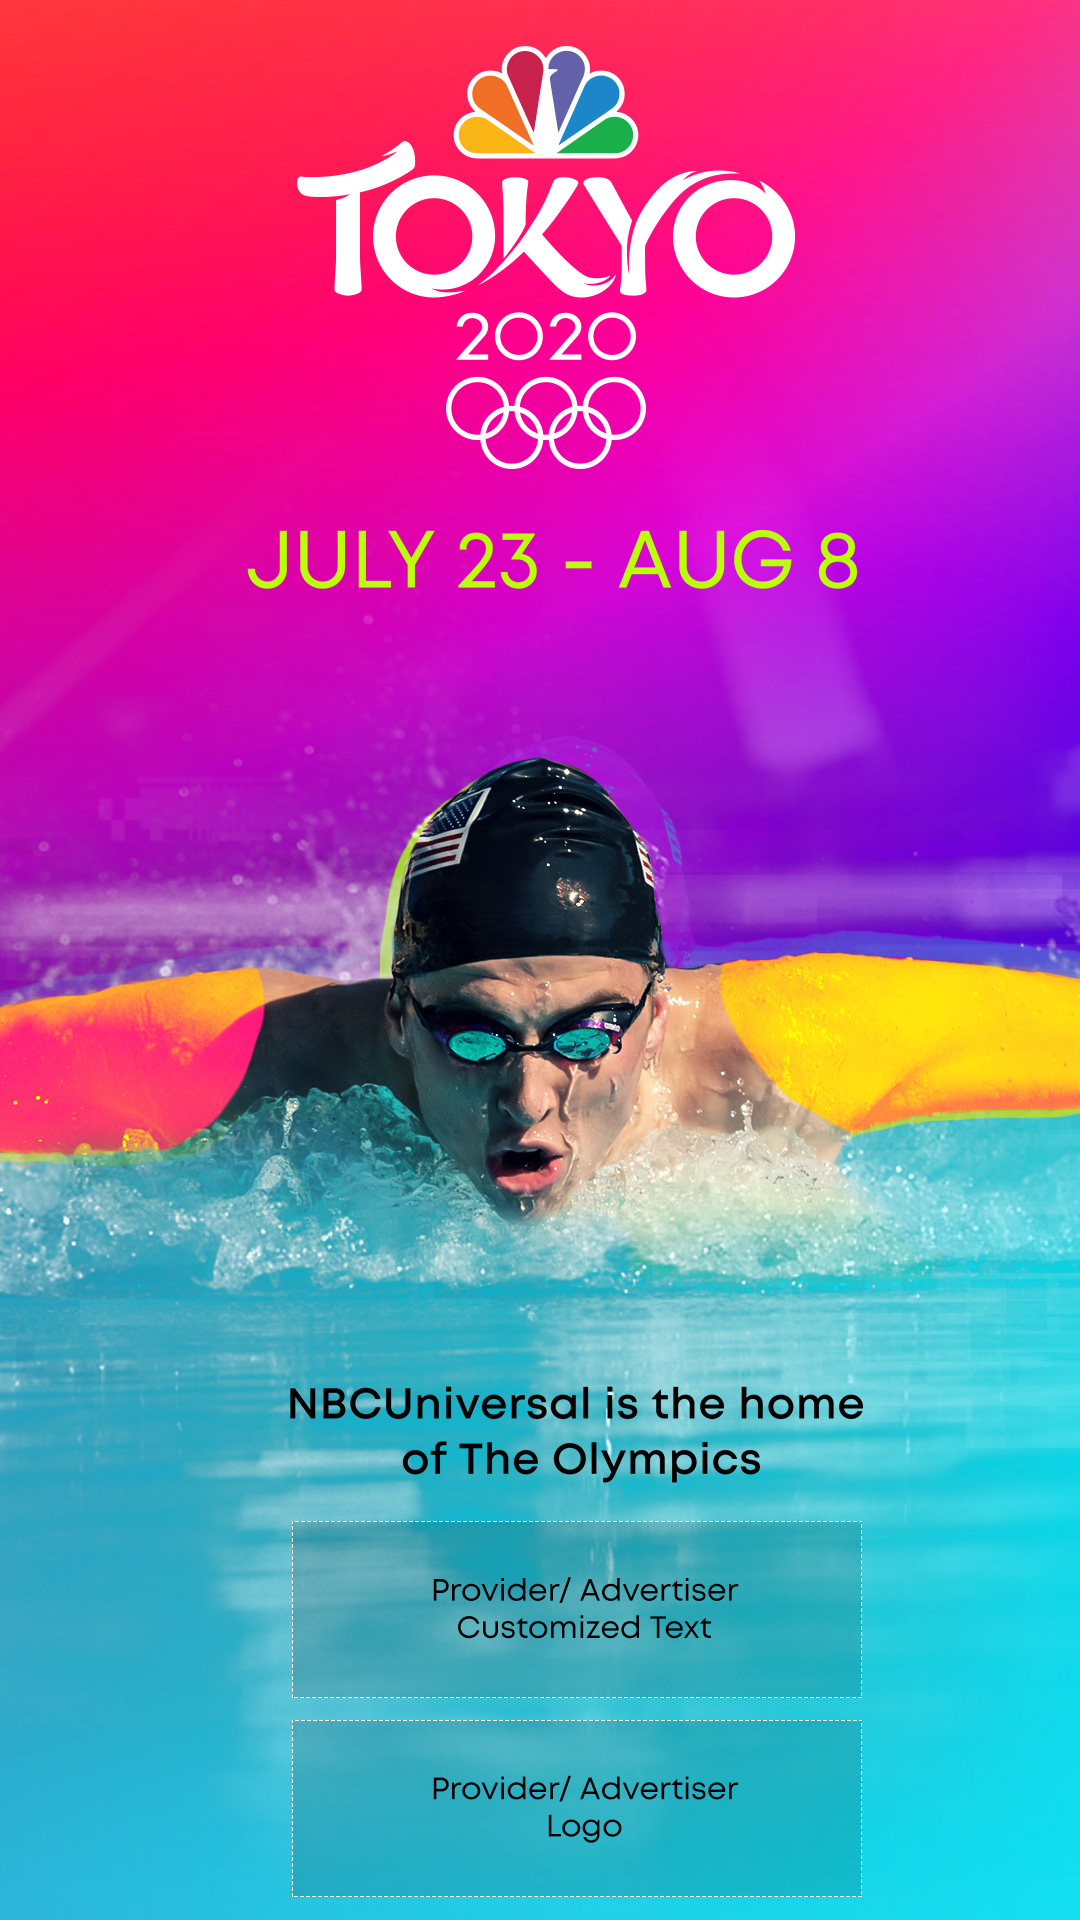 TOKYO
2020
JULY 23 - AUG 8
NBCUniversal is the home
of The Olympics
Provider/ Advertiser
Customized Text
Provider/ Advertiser
Logo